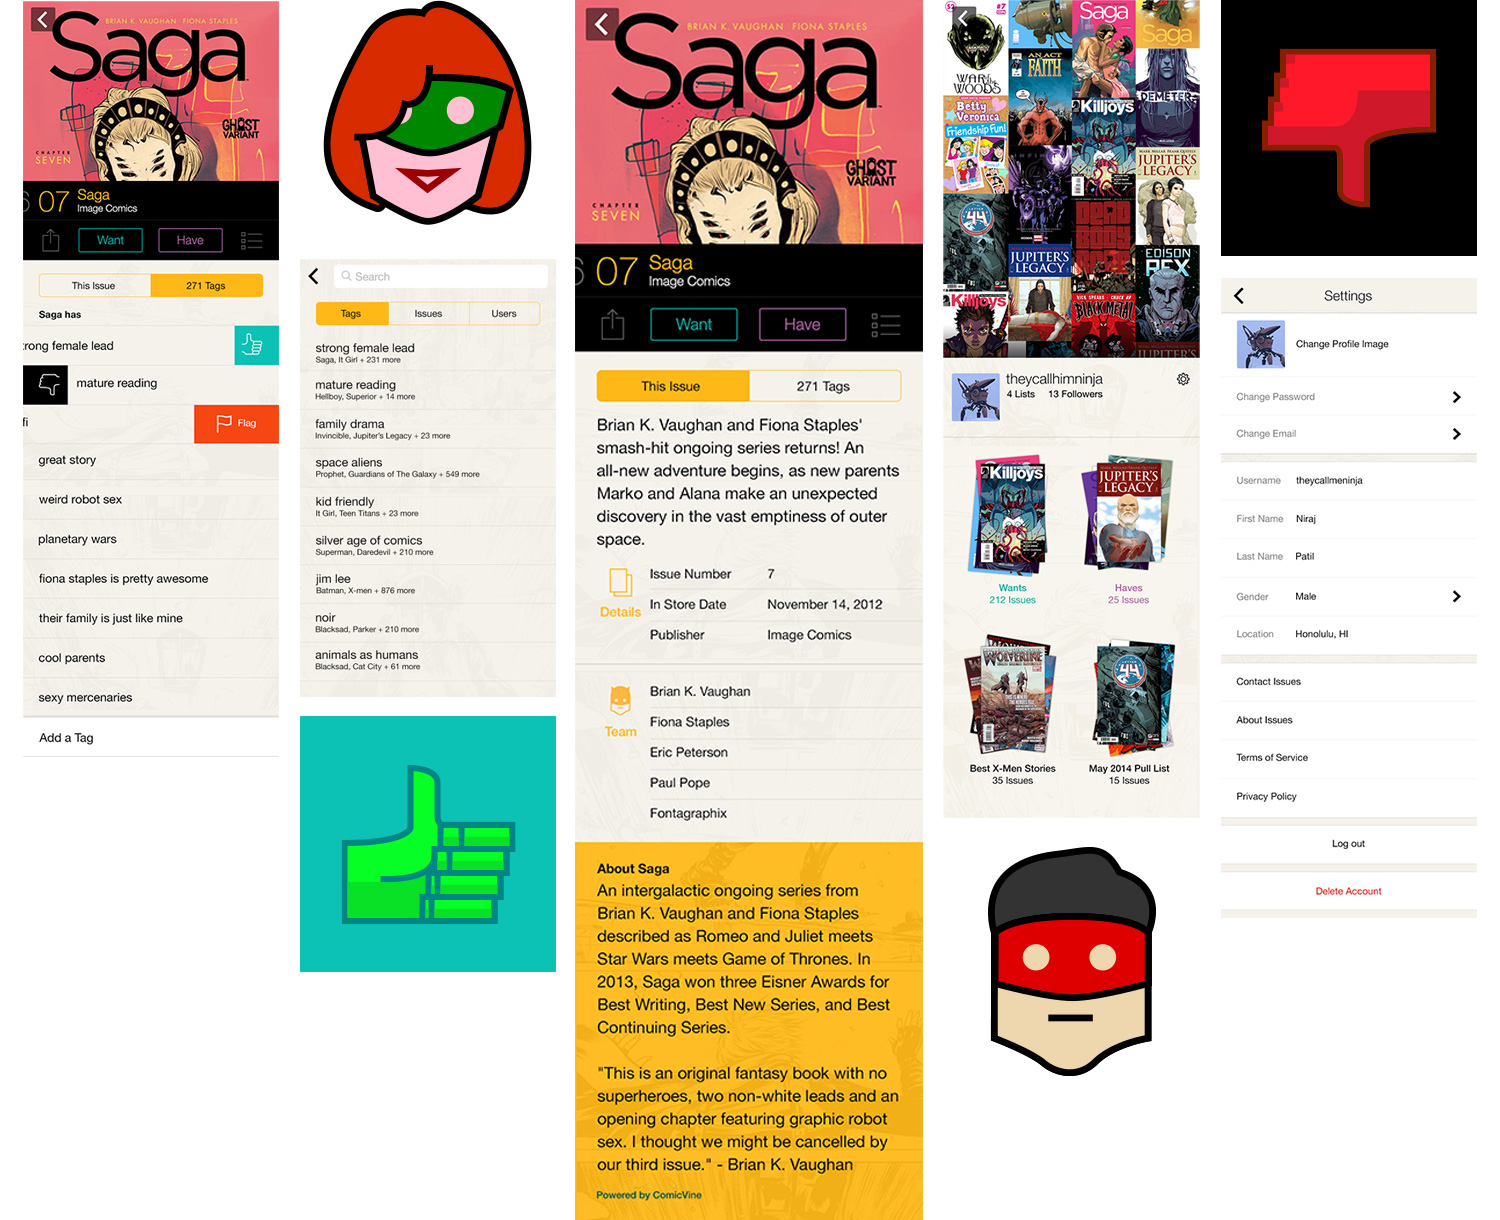 BRIAN K. VAUGHAN FIONA STAPLES
Saga
GHOST
VARIANT
CHAPTER
SEVEN
07 Saga
Image Comics
Want
Have
This Issue
271 Tags
Saga has
rong female lead
mature reading
fi
Flag
great story
weird robot sex
planetary wars
fiona staples is pretty awesome
their family is just like mine
cool parents
sexy mercenaries
Add a Tag
Search
Tags
Issues
Users
strong female lead
Saga, It Girl + 231 more
mature reading
Hellboy, Superior + 14 more
family drama
Invincible, Jupiter's Legacy + 23 more
space aliens
Prophet, Guardians of The Galaxy + 549 more
kid friendly
It Girl, Teen Titans + 23 more
silver age of comics
Superman, Daredevil + 210 more
jim lee
Batman, X-men + 876 more
noir
Blacksad, Parker + 210 more
animals as humans
Blacksad, Cat City + 61 more
BRIAN K. VAUGHAN FIONA STAPLES
Saga
GHOST
VARIANT
CHAPTER
SEVEN
6 07 Saga
Image Comics
Want
Have
This Issue
271 Tags
Brian K. Vaughan and Fiona Staples'
smash-hit ongoing series returns! An
all-new adventure begins, as new parents
Marko and Alana make an unexpected
discovery in the vast emptiness of outer
space.
Details
Issue Number 7
In Store Date November 14, 2012
Publisher Image Comics
Team
Brian K. Vaughan
Fiona Staples
Eric Peterson
Paul Pope
Fontagraphix
About Saga
An intergalactic ongoing series from
Brian K. Vaughan and Fiona Staples
described as Romeo and Juliet meets
Star Wars meets Game of Thrones. In
2013, Saga won three Eisner Awards for
Best Writing, Best New Series, and Best
Continuing Series.
"This is an original fantasy book with no
superheroes, two non-white leads and an
opening chapter featuring graphic robot
sex. I thought we might be cancelled by
our third issue." - Brian K. Vaughan
Powered by ComicVine
#7
WAR of the
WOODS
AN ACT of
FAITH
Saga
Saga
Betty
Veronica
Friendship Fun!
Killjoys
DEMETER
MARK MILLAR FRANK QUITELY
JUPITER'S
LEGACY
44
JUPITER'S
LEGACY
DEAD
BODY
EDISON
REX
Killjoys
BLACK METAL
JUPITER'S
theycallhimninja
4 Lists 13 Followers
Killjoys
JUPITER'S
LEGACY
Wants
212 Issues
Haves
25 Issues
WOLVERINE
44
Best X-Men Stories
35 Issues
May 2014 Pull List
15 Issues
Settings
Change Profile Image
Change Password
Change Email
Username theycallmeninja
First Name Niraj
Last Name Patil
Gender Male
Location Honolulu, HI
Contact Issues
About Issues
Terms of Service
Privacy Policy
Log out
Delete Account